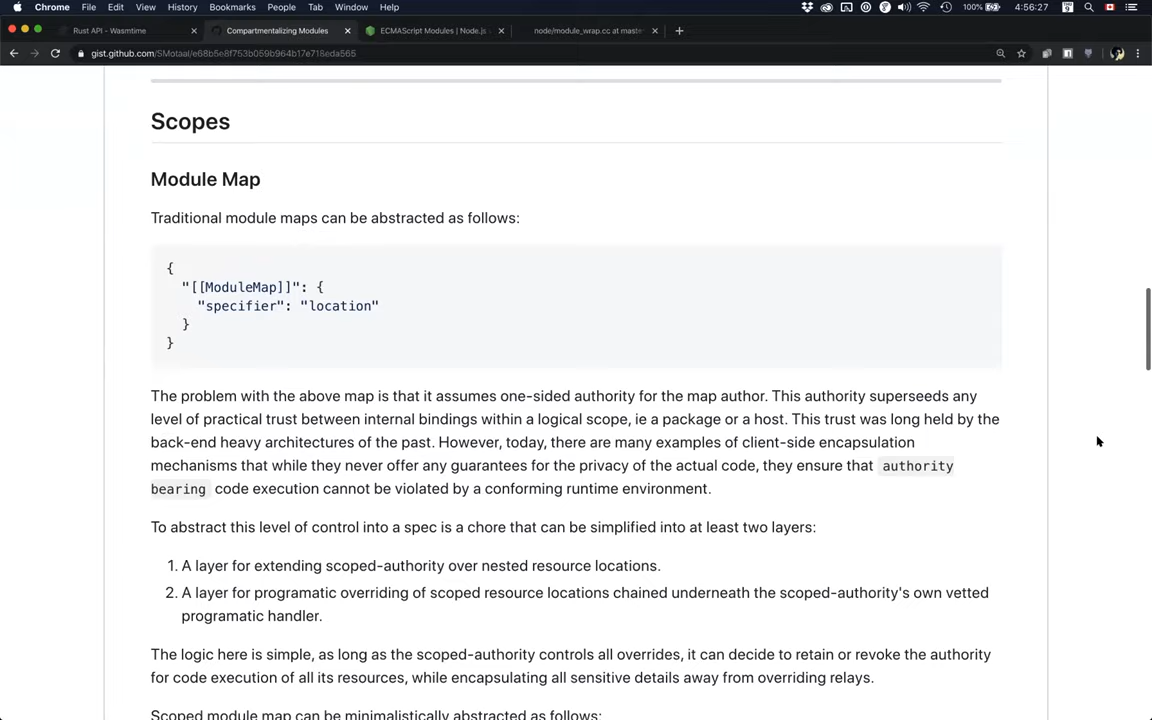 Chrome File Edit View History Bookmarks People Tab Window Help 100% 4:56:27
Rust API - Wasmtime Compartmentalizing Modules ECMAScript Modules | Node.js node/module_wrap.cc at master
gist.github.com/SMotaal/e68b5e8f753b059b964b17e718eda565
Scopes
Module Map
Traditional module maps can be abstracted as follows:
{
"[[ModuleMap]]": {
"specifier": "location"
}
}
The problem with the above map is that it assumes one-sided authority for the map author. This authority superseeds any
level of practical trust between internal bindings within a logical scope, ie a package or a host. This trust was long held by the
back-end heavy architectures of the past. However, today, there are many examples of client-side encapsulation
mechanisms that while they never offer any guarantees for the privacy of the actual code, they ensure that authority
bearing code execution cannot be violated by a conforming runtime environment.
To abstract this level of control into a spec is a chore that can be simplified into at least two layers:
1. A layer for extending scoped-authority over nested resource locations.
2. A layer for programatic overriding of scoped resource locations chained underneath the scoped-authority's own vetted
programatic handler.
The logic here is simple, as long as the scoped-authority controls all overrides, it can decide to retain or revoke the authority
for code execution of all its resources, while encapsulating all sensitive details away from overriding relays.
Scoped module map can be minimalistically abstracted as follows: